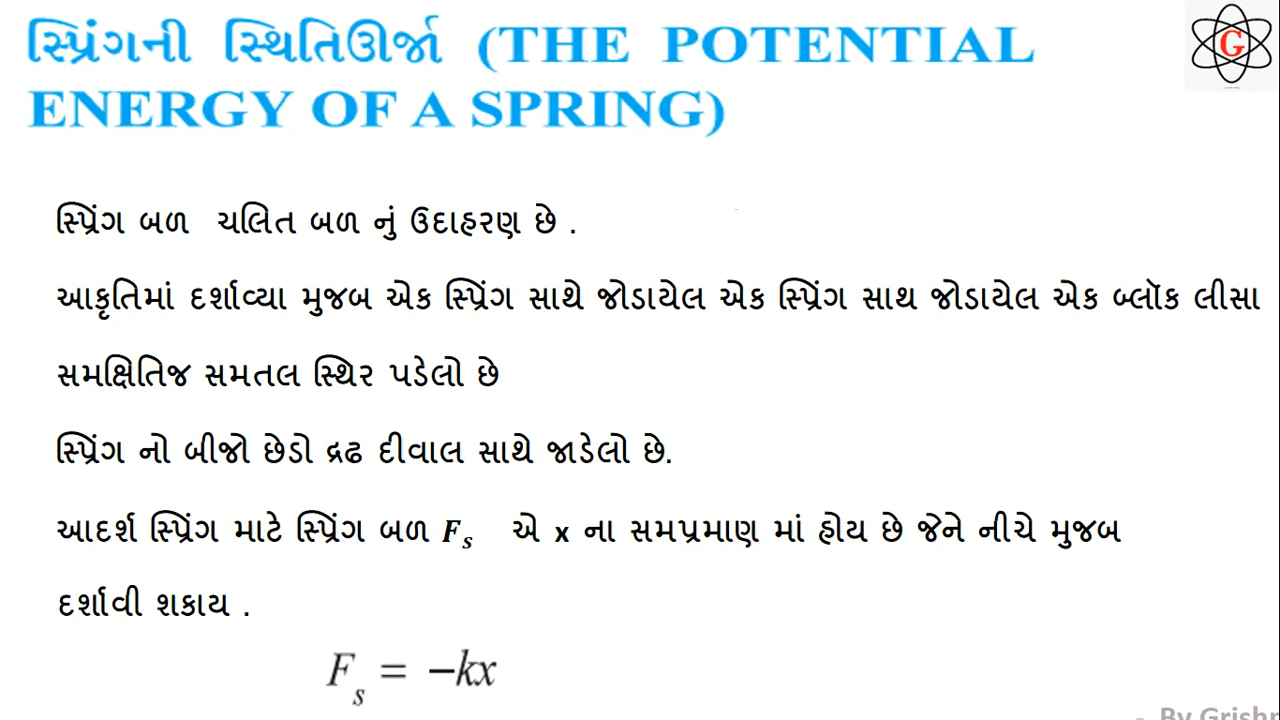 સ્પ્રિંગની સ્થિતિઊર્જા (THE POTENTIAL
ENERGY OF A SPRING)
G
સ્પ્રિંગ બળ ચલિત બળ નું ઉદાહરણ છે .
આકૃતિમાં દર્શાવ્યા મુજબ એક સ્પ્રિંગ સાથે જોડાયેલ એક સ્પ્રિંગ સાથ જોડાયેલ એક બ્લૉક લીસા
સમક્ષિતિજ સમતલ સ્થિર પડેલો છે
સ્પ્રિંગ નો બીજો છેડો દ્રઢ દીવાલ સાથે જાડેલો છે.
આદર્શ સ્પ્રિંગ માટે સ્પ્રિંગ બળ Fₛ એ x ના સમપ્રમાણ માં હોય છે જેને નીચે મુજબ
દર્શાવી શકાય .
Fₛ = −kx
- By